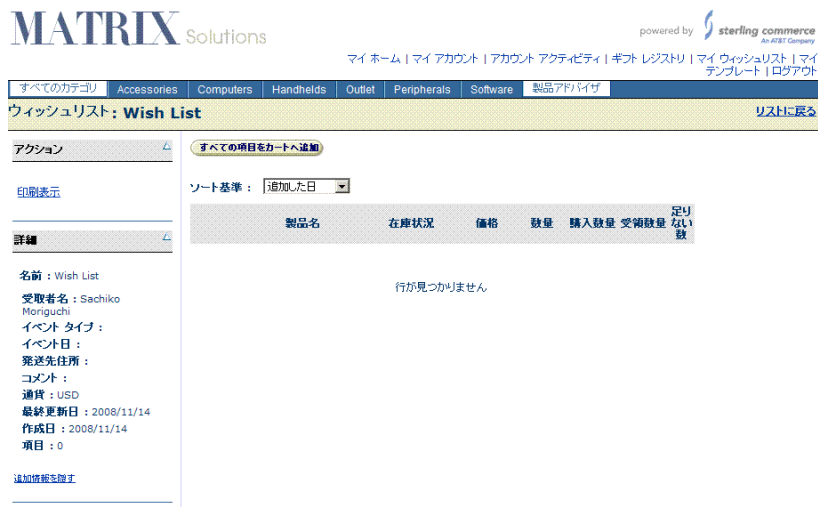 MATRIX Solutions
powered by sterling commerce
An AT&T Company
マイ ホーム | マイ アカウント | アカウント アクティビティ | ギフト レジストリ | マイ ウィッシュリスト | マイ
テンプレート | ログアウト
すべてのカテゴリ Accessories Computers Handhelds Outlet Peripherals Software 製品アドバイザ
ウィッシュリスト: Wish List リストに戻る
アクション
印刷表示
詳細
名前 : Wish List
受取者名 : Sachiko
Moriguchi
イベント タイプ :
イベント日 :
発送先住所 :
コメント :
通貨 : USD
最終更新日 : 2008/11/14
作成日 : 2008/11/14
項目 : 0
追加情報を隠す
すべての項目をカートへ追加
ソート基準 : 追加した日
製品名 在庫状況 価格 数量 購入数量 受領数量 足り
ない
数
行が見つかりません